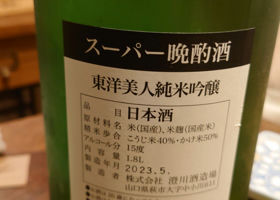 スーパー晩酌酒
東洋美人純米吟醸
品目 日本酒
原材料名 米(国産)、米麹(国産米)
精米歩合 こうじ米40%・かけ米50%
アルコール分 15度
内容量 1.8L
製造年月 2023.5.
製造者 株式会社 澄川酒造場
山口県萩市大字中小川611